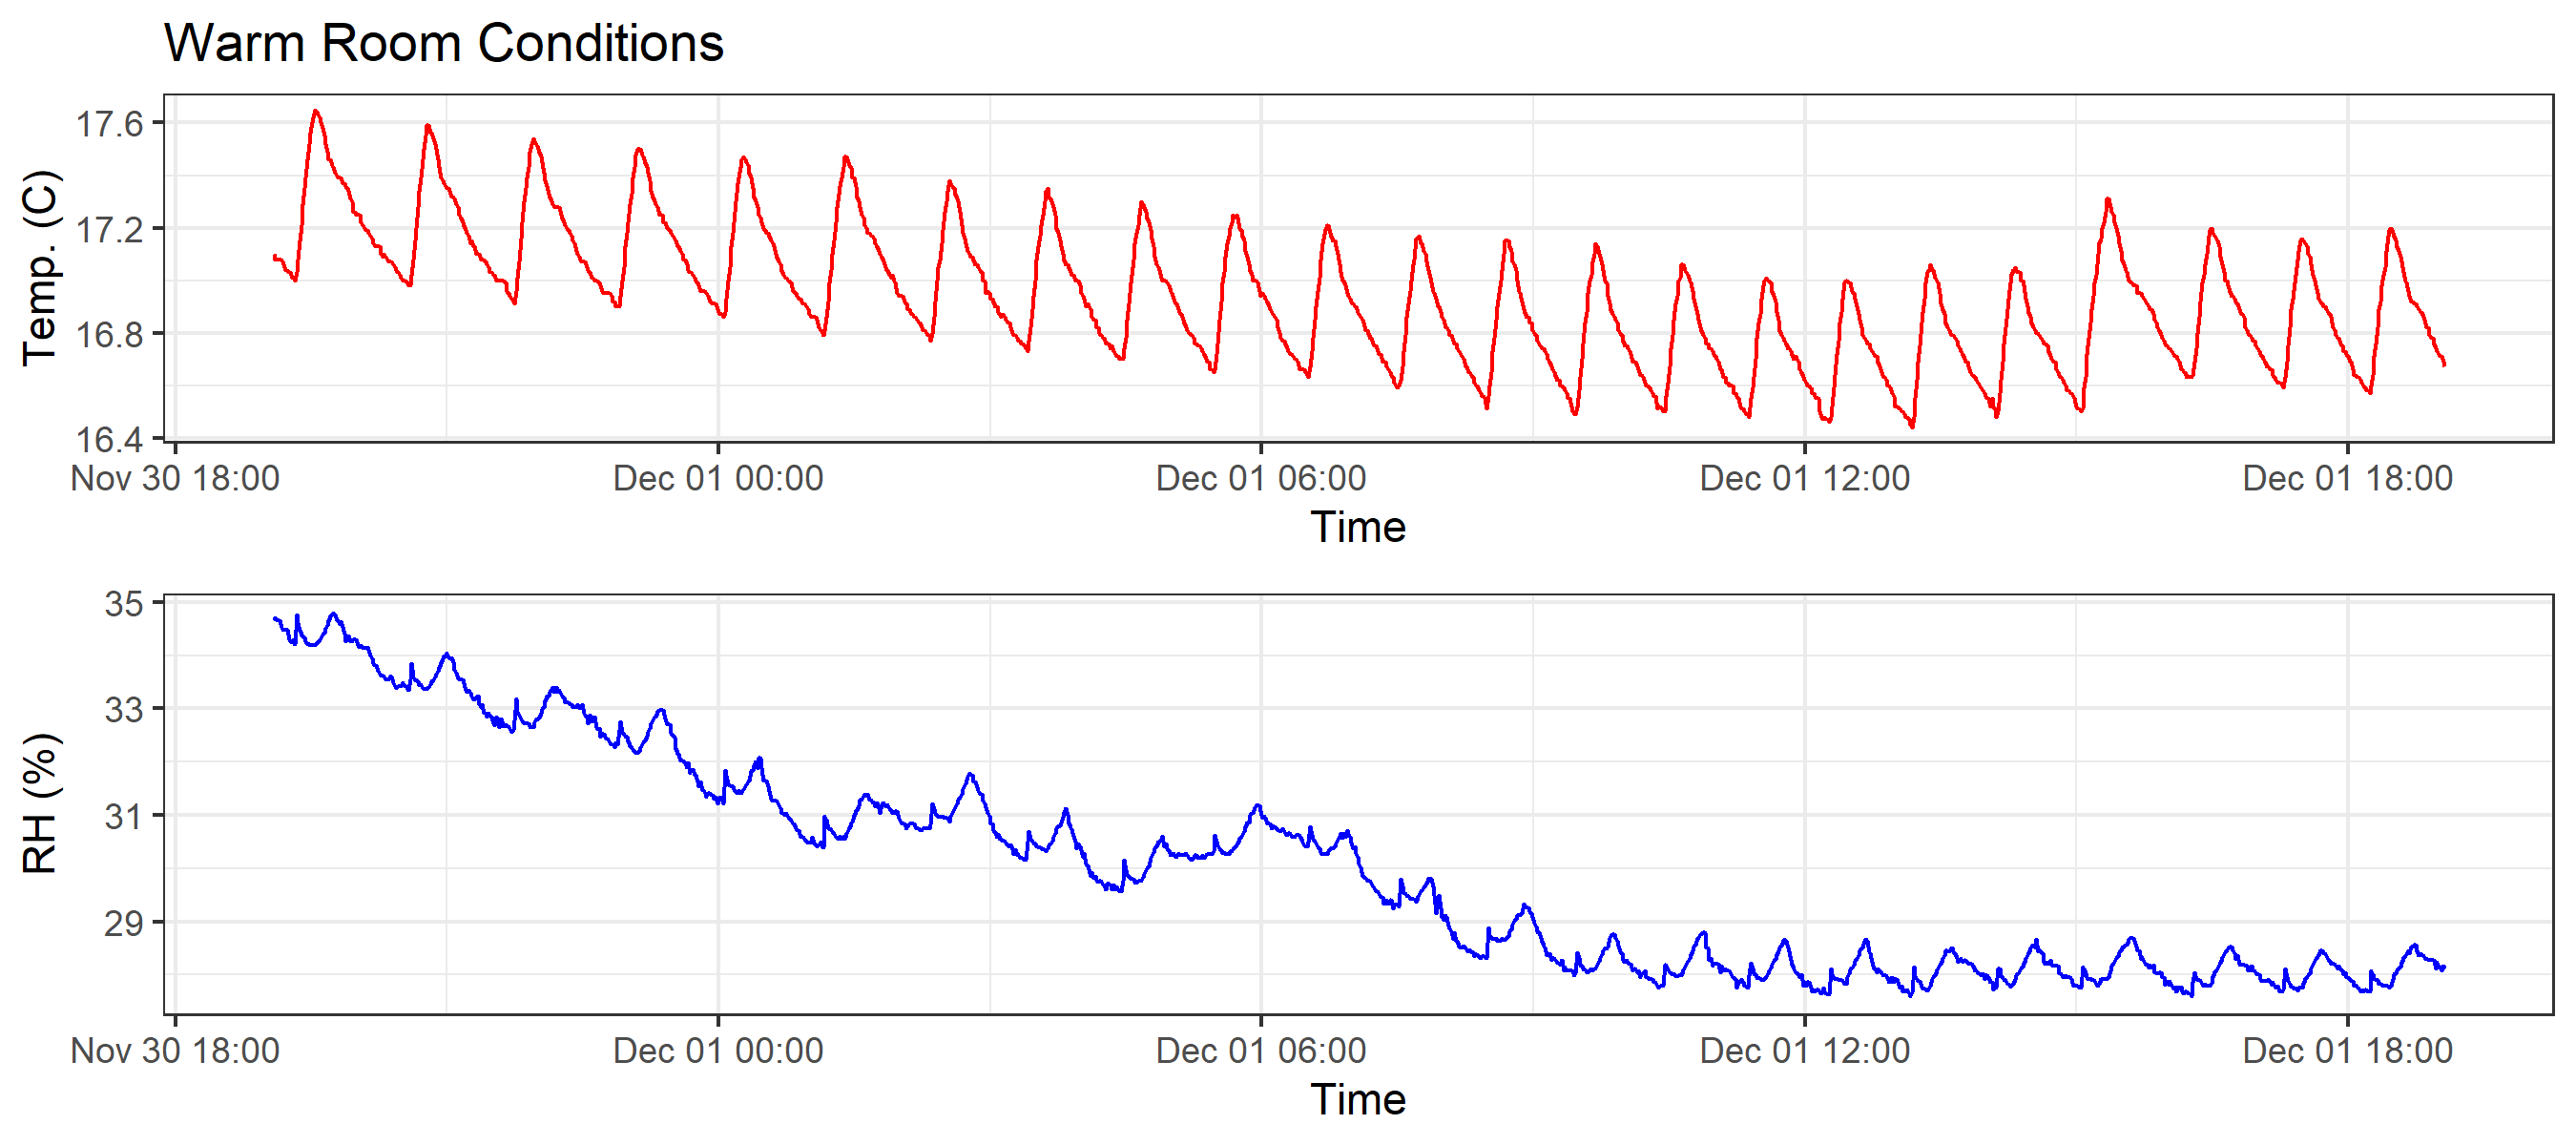 Warm Room Conditions
Temp. (C)
17.6
17.2
16.8
16.4
Nov 30 18:00 Dec 01 00:00 Dec 01 06:00 Dec 01 12:00 Dec 01 18:00
Time
RH (%)
35
33
31
29
Nov 30 18:00 Dec 01 00:00 Dec 01 06:00 Dec 01 12:00 Dec 01 18:00
Time